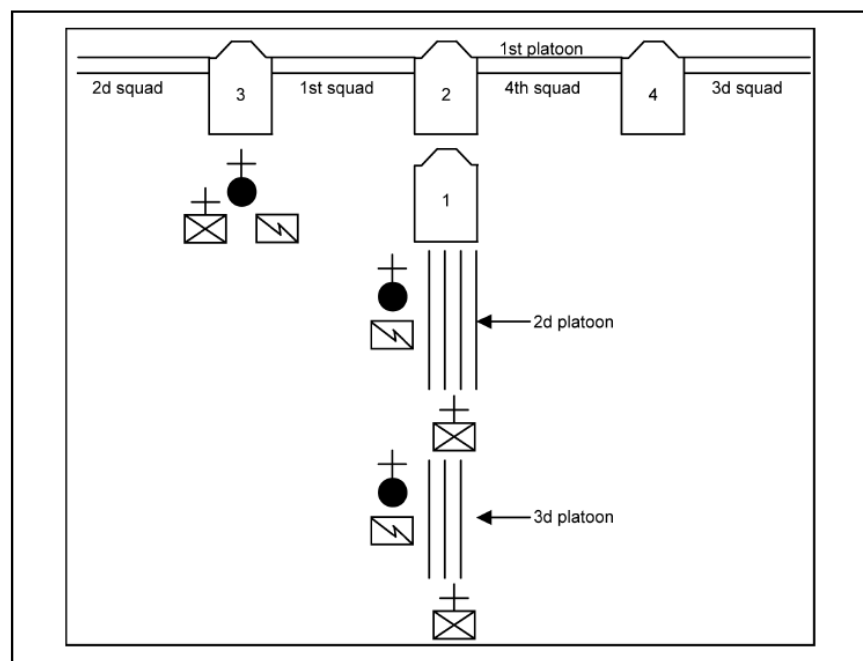 1st platoon
2d squad 3 1st squad 2 4th squad 4 3d squad
1
2d platoon
3d platoon